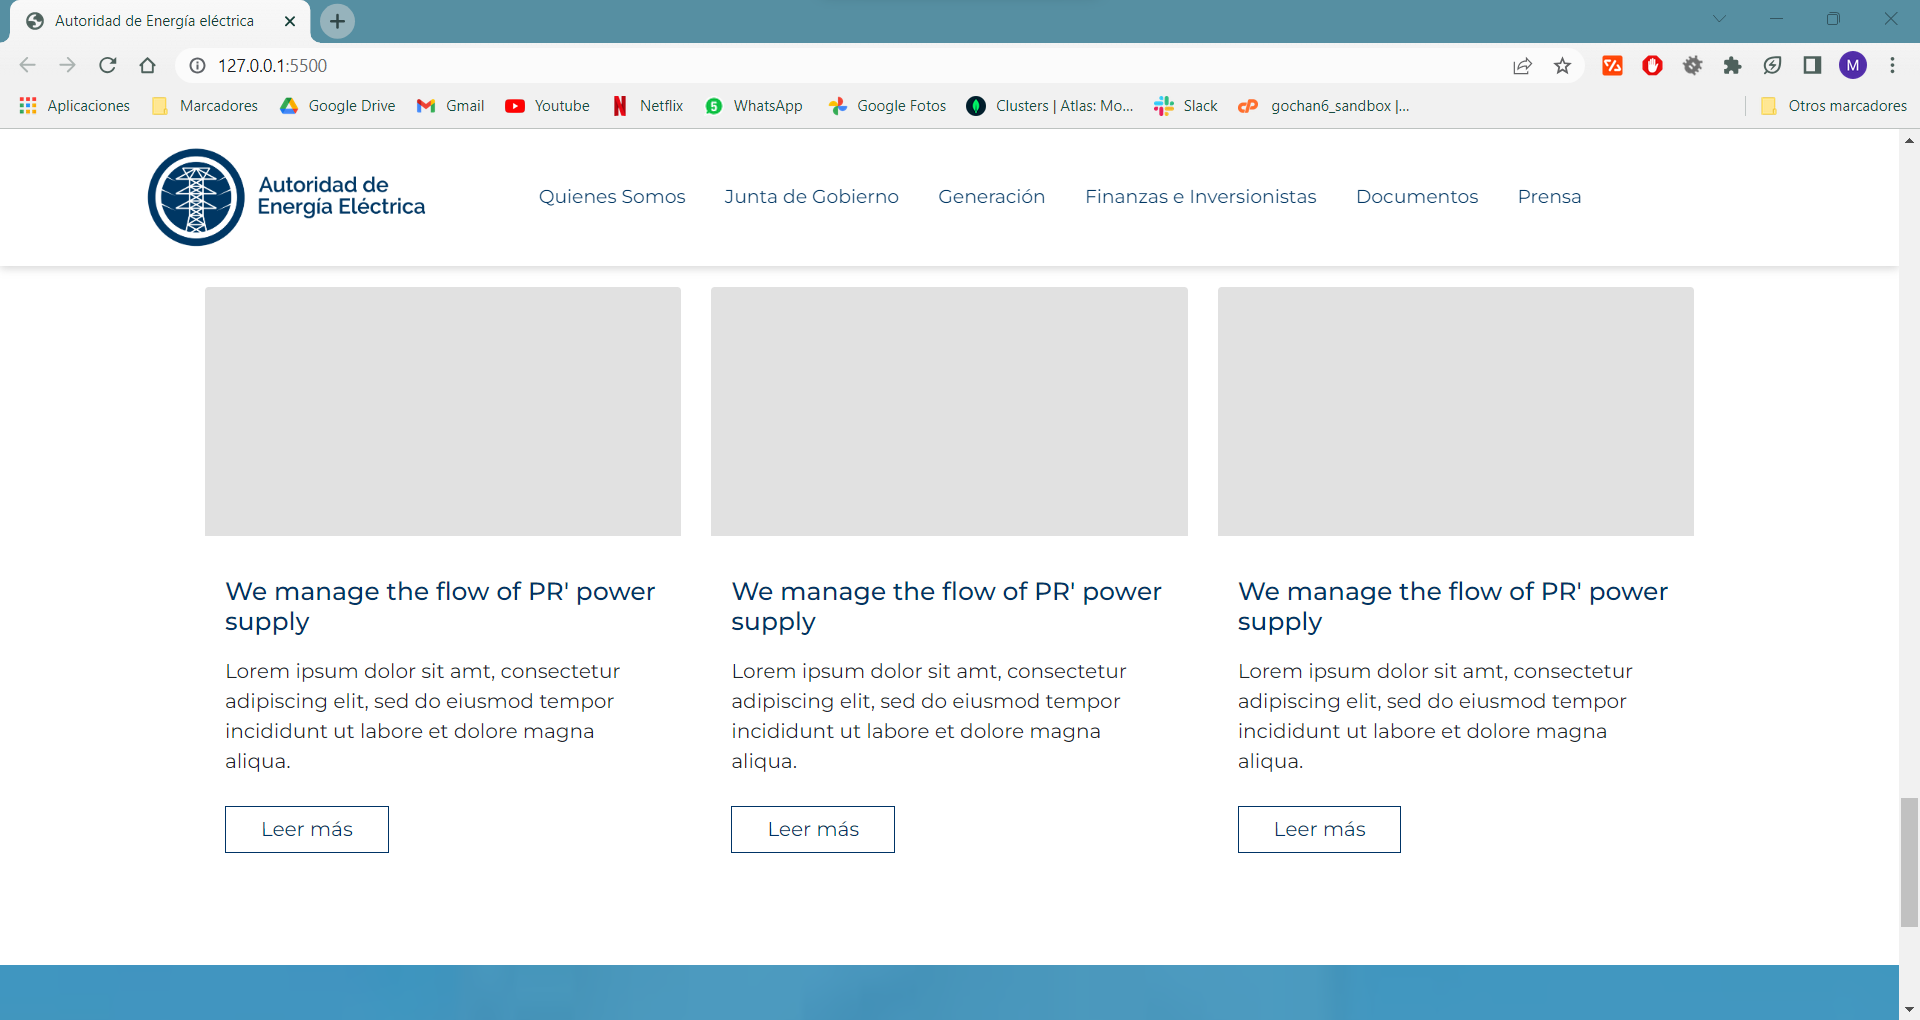 Autoridad de Energía eléctrica
127.0.0.1:5500
M
Aplicaciones Marcadores Google Drive Gmail Youtube Netflix WhatsApp Google Fotos Clusters | Atlas: Mo... Slack gochan6_sandbox |... Otros marcadores
Autoridad de
Energía Eléctrica
Quienes Somos Junta de Gobierno Generación Finanzas e Inversionistas Documentos Prensa
We manage the flow of PR' power
supply
Lorem ipsum dolor sit amt, consectetur
adipiscing elit, sed do eiusmod tempor
incididunt ut labore et dolore magna
aliqua.
Leer más
We manage the flow of PR' power
supply
Lorem ipsum dolor sit amt, consectetur
adipiscing elit, sed do eiusmod tempor
incididunt ut labore et dolore magna
aliqua.
Leer más
We manage the flow of PR' power
supply
Lorem ipsum dolor sit amt, consectetur
adipiscing elit, sed do eiusmod tempor
incididunt ut labore et dolore magna
aliqua.
Leer más